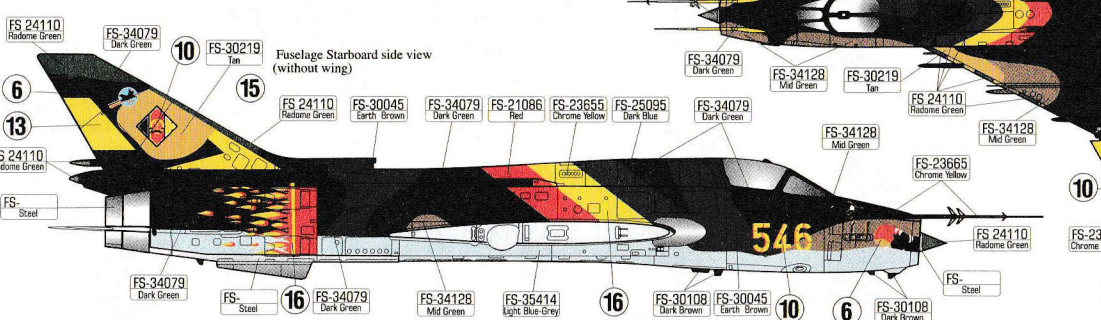 FS 24110
Radome Green
FS-34079
Dark Green
10
FS-30219
Tan
15
Fuselage Starboard side view
(without wing)
6
13
FS 24110
Radome Green
FS-30045
Earth Brown
FS-34079
Dark Green
FS-21086
Red
FS-23655
Chrome Yellow
FS-25095
Dark Blue
FS-34079
Dark Green
FS-34079
Dark Green
FS-34128
Mid Green
FS-30219
Tan
FS 24110
Radome Green
FS-34128
Mid Green
FS-34128
Mid Green
FS-23665
Chrome Yellow
10
S 24110
dome Green
FS-
Steel
546
FS 24110
Radome Green
FS-23
Chrome
FS-
Steel
FS-34079
Dark Green
FS-
Steel
16
FS-34079
Dark Green
FS-34128
Mid Green
FS-35414
Light Blue-Grey
16
FS-30108
Dark Brown
FS-30045
Earth Brown
10
6
FS-30108
Dark Brown